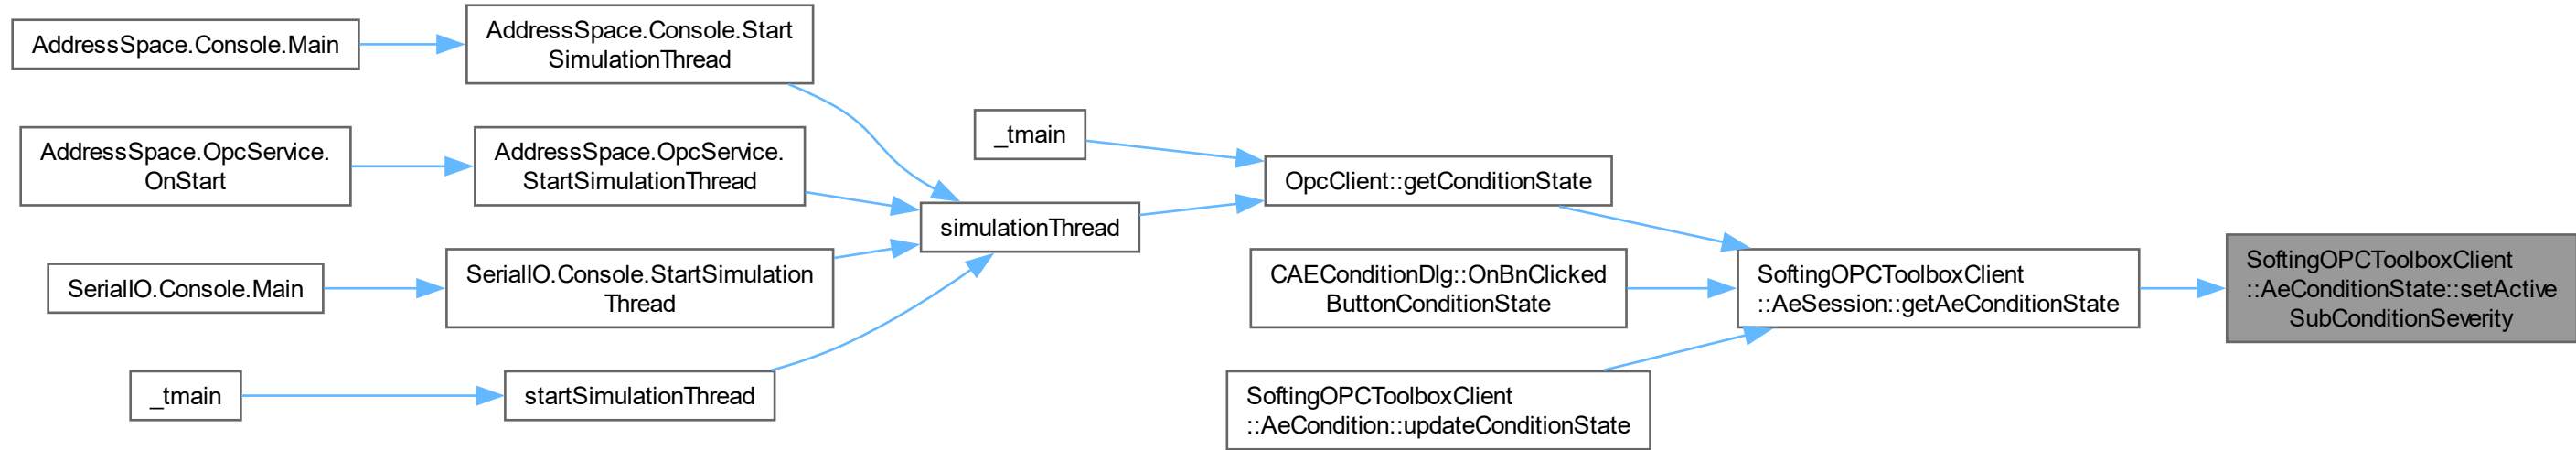 AddressSpace.Console.Main
AddressSpace.Console.Start
SimulationThread
AddressSpace.OpcService.
OnStart
AddressSpace.OpcService.
StartSimulationThread
SerialIO.Console.Main
SerialIO.Console.StartSimulation
Thread
_tmain
startSimulationThread
simulationThread
_tmain
OpcClient::getConditionState
CAEConditionDlg::OnBnClicked
ButtonConditionState
SoftingOPCToolboxClient
::AeCondition::updateConditionState
SoftingOPCToolboxClient
::AeSession::getAeConditionState
SoftingOPCToolboxClient
::AeConditionState::setActive
SubConditionSeverity